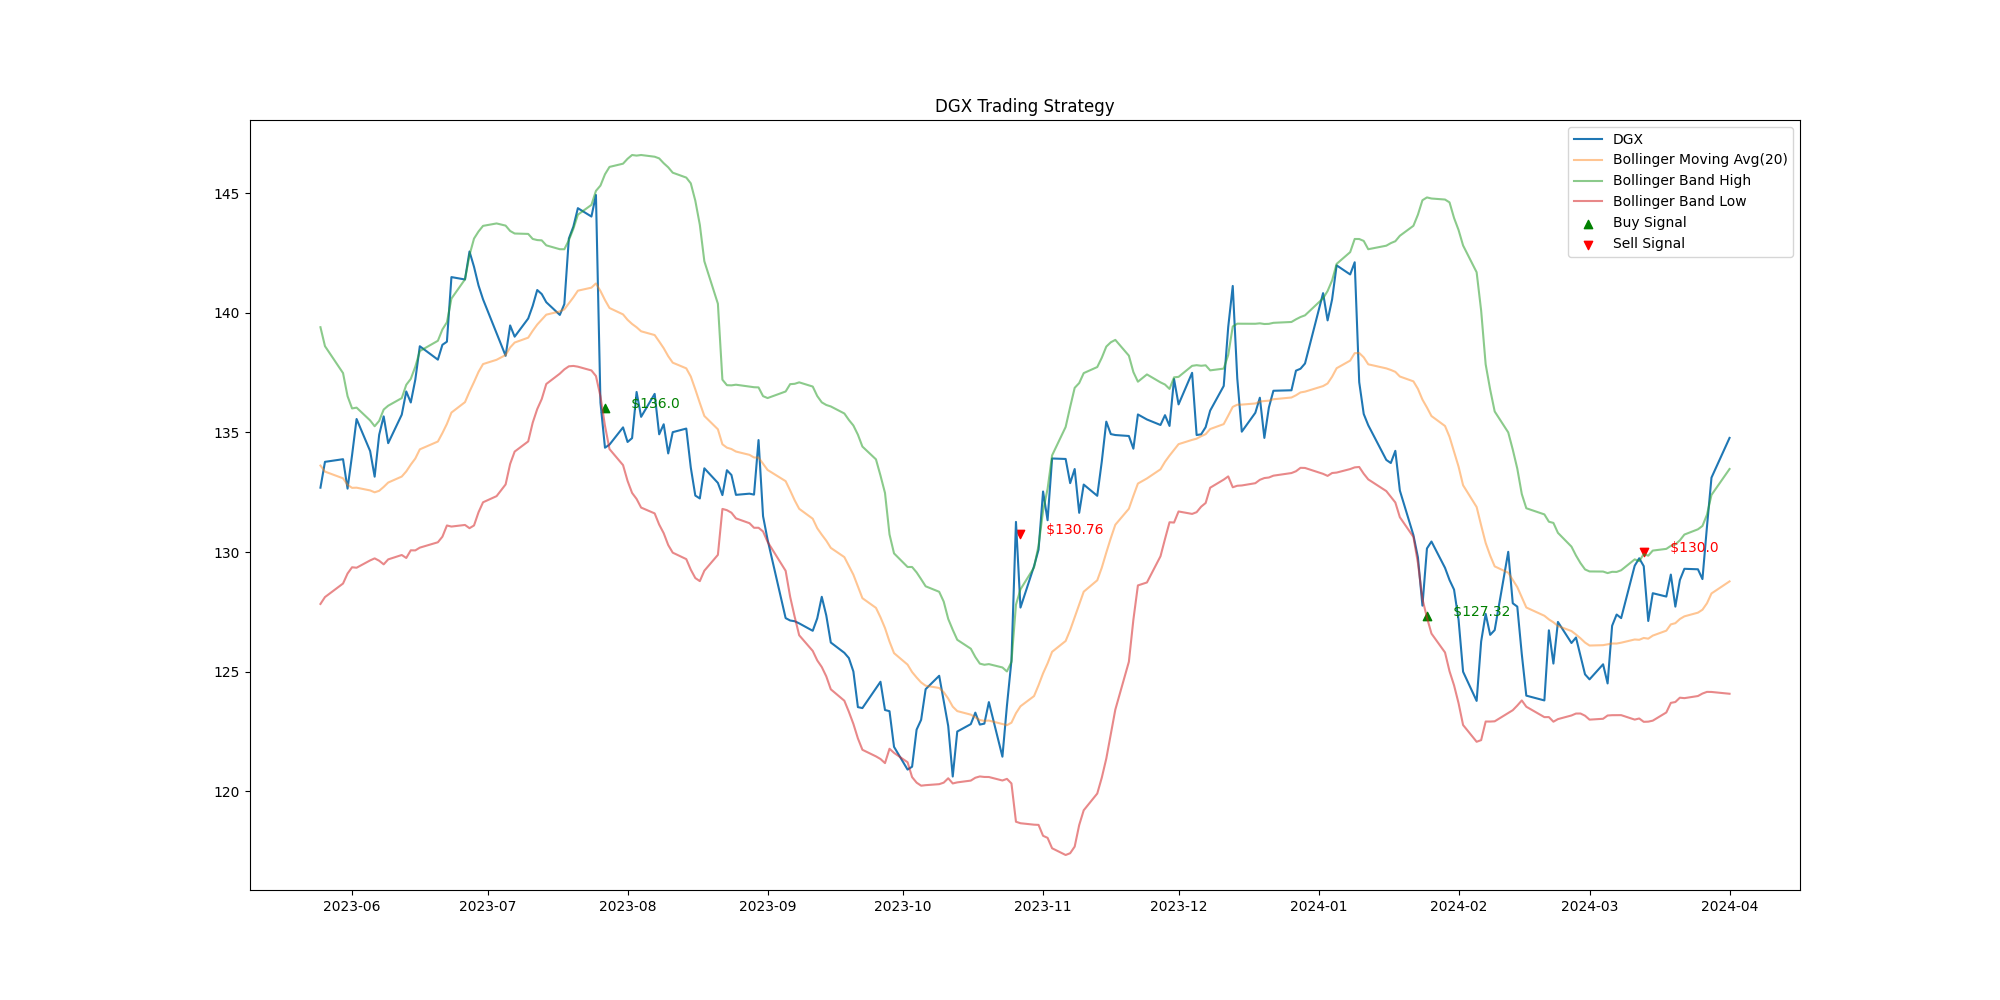 DGX Trading Strategy
DGX
Bollinger Moving Avg(20)
Bollinger Band High
Bollinger Band Low
Buy Signal
Sell Signal
145
140
135
130
125
120
$136.0
$130.76
$127.32
$130.0
2023-06 2023-07 2023-08 2023-09 2023-10 2023-11 2023-12 2024-01 2024-02 2024-03 2024-04